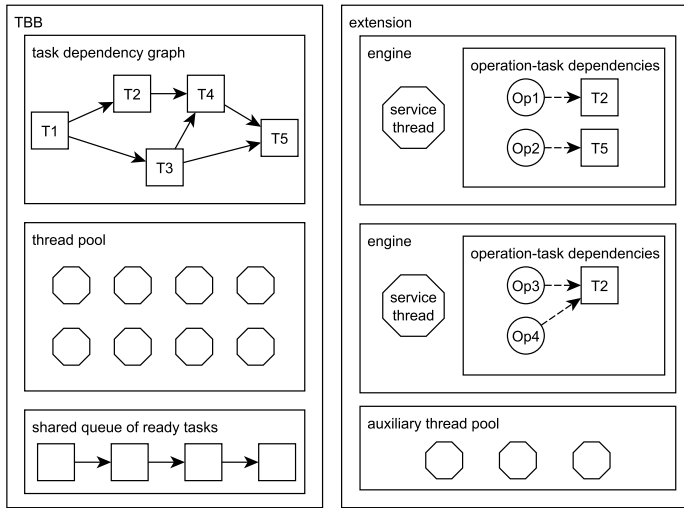 TBB
task dependency graph
T1
T2
T4
T3
T5
thread pool
shared queue of ready tasks
extension
engine
service
thread
operation-task dependencies
Op1
T2
Op2
T5
engine
service
thread
operation-task dependencies
Op3
T2
Op4
auxiliary thread pool